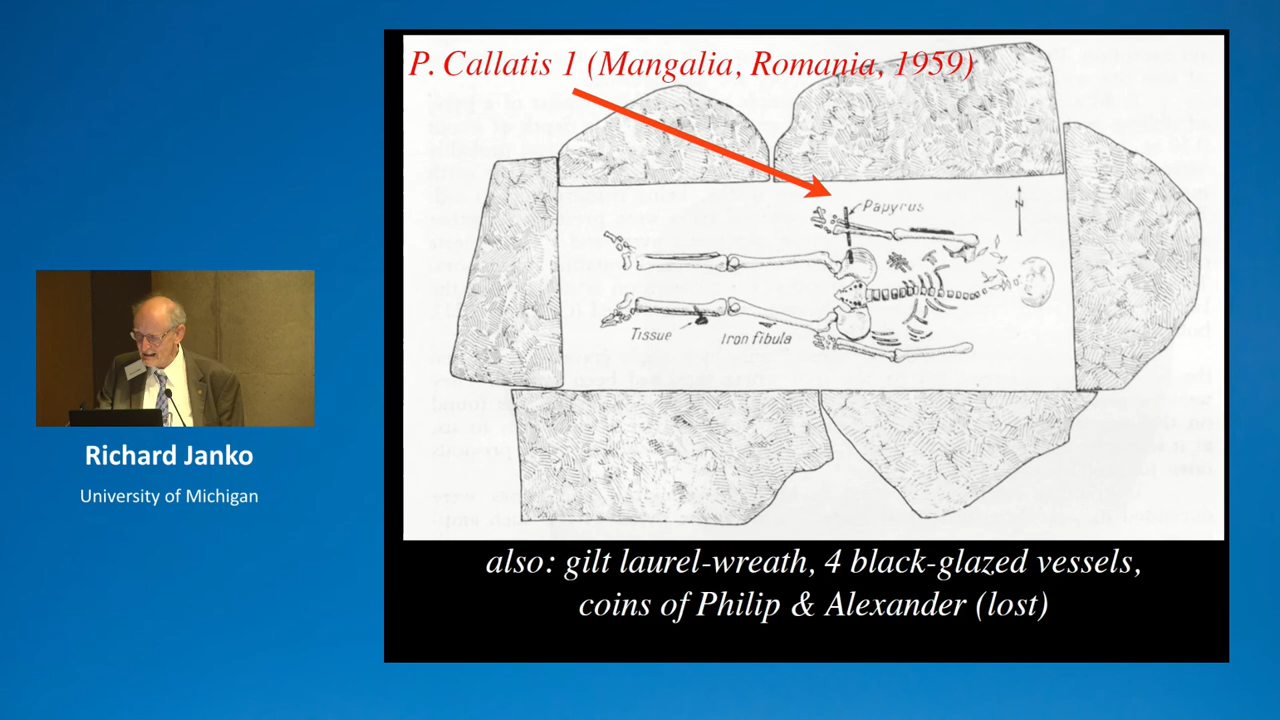 P. Callatis 1 (Mangalia, Romania, 1959)
Papyrus
N
Tissue
Iron fibula
also: gilt laurel-wreath, 4 black-glazed vessels,
coins of Philip & Alexander (lost)
Richard Janko
University of Michigan